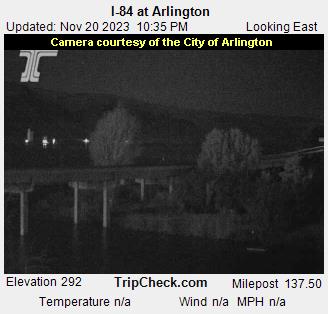 I-84 at Arlington
Updated: Nov 20 2023 10:35 PM Looking East
Camera courtesy of the City of Arlington
Elevation 292 TripCheck.com Milepost 137.50
Temperature n/a Wind n/a MPH n/a